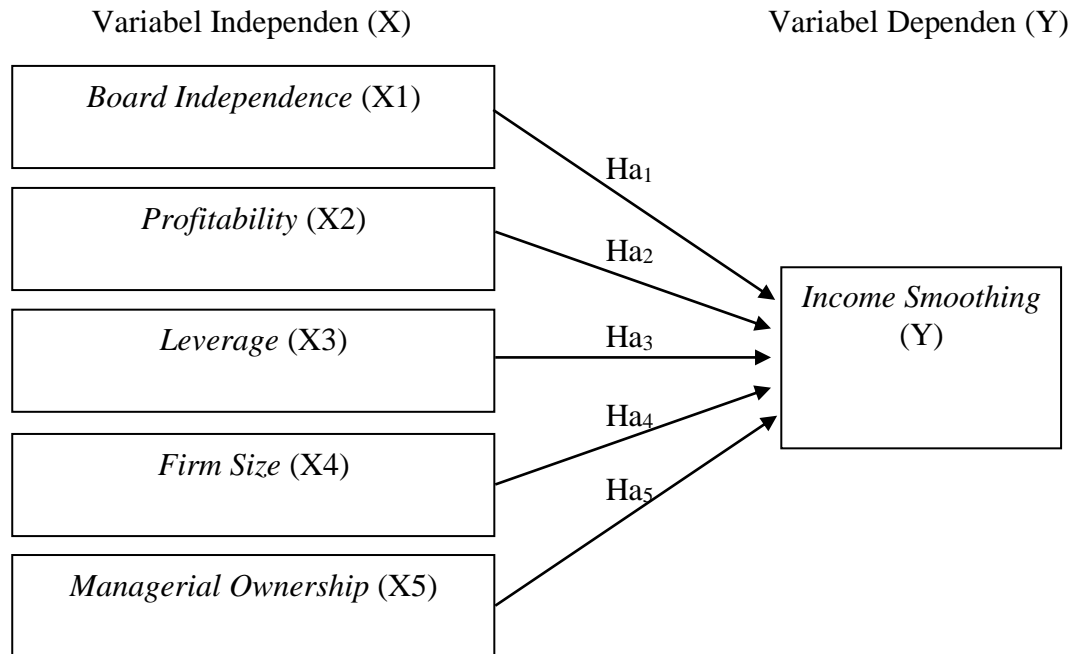 Variabel Independen (X)
Variabel Dependen (Y)
Board Independence (X1)
Ha₁
Profitability (X2)
Ha₂
Income Smoothing
(Y)
Leverage (X3)
Ha₃
Ha₄
Firm Size (X4)
Ha₅
Managerial Ownership (X5)